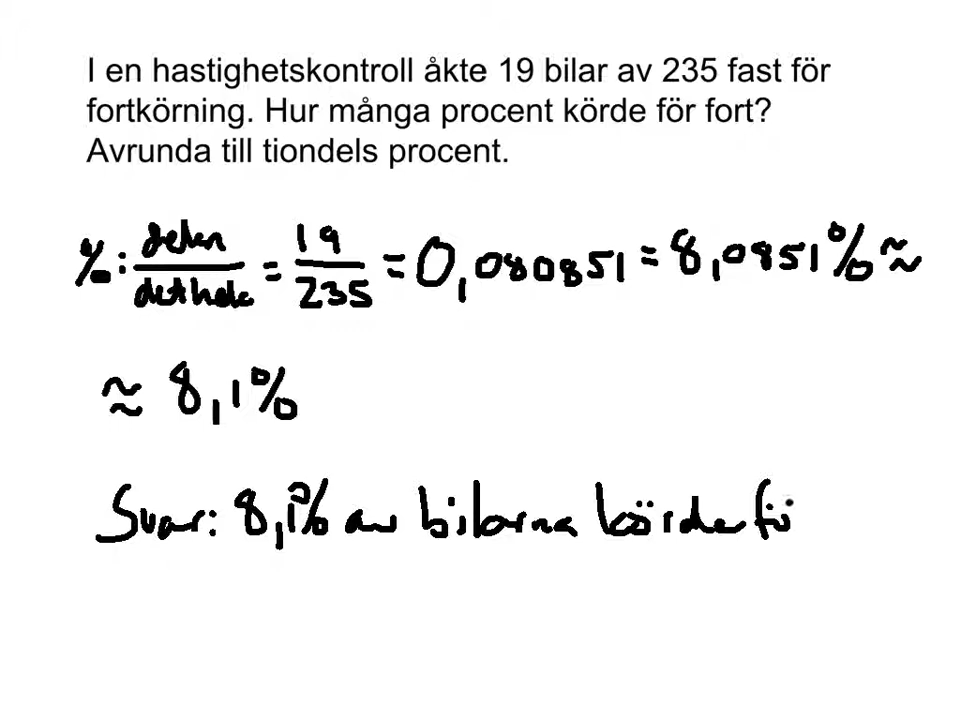 I en hastighetskontroll åkte 19 bilar av 235 fast för
fortkörning. Hur många procent körde för fort?
Avrunda till tiondels procent.
%: delen/det hela = 19/235 = 0,080851 = 8,0851% ≈
≈ 8,1%
Svar: 8,1% av bilarna körde fö